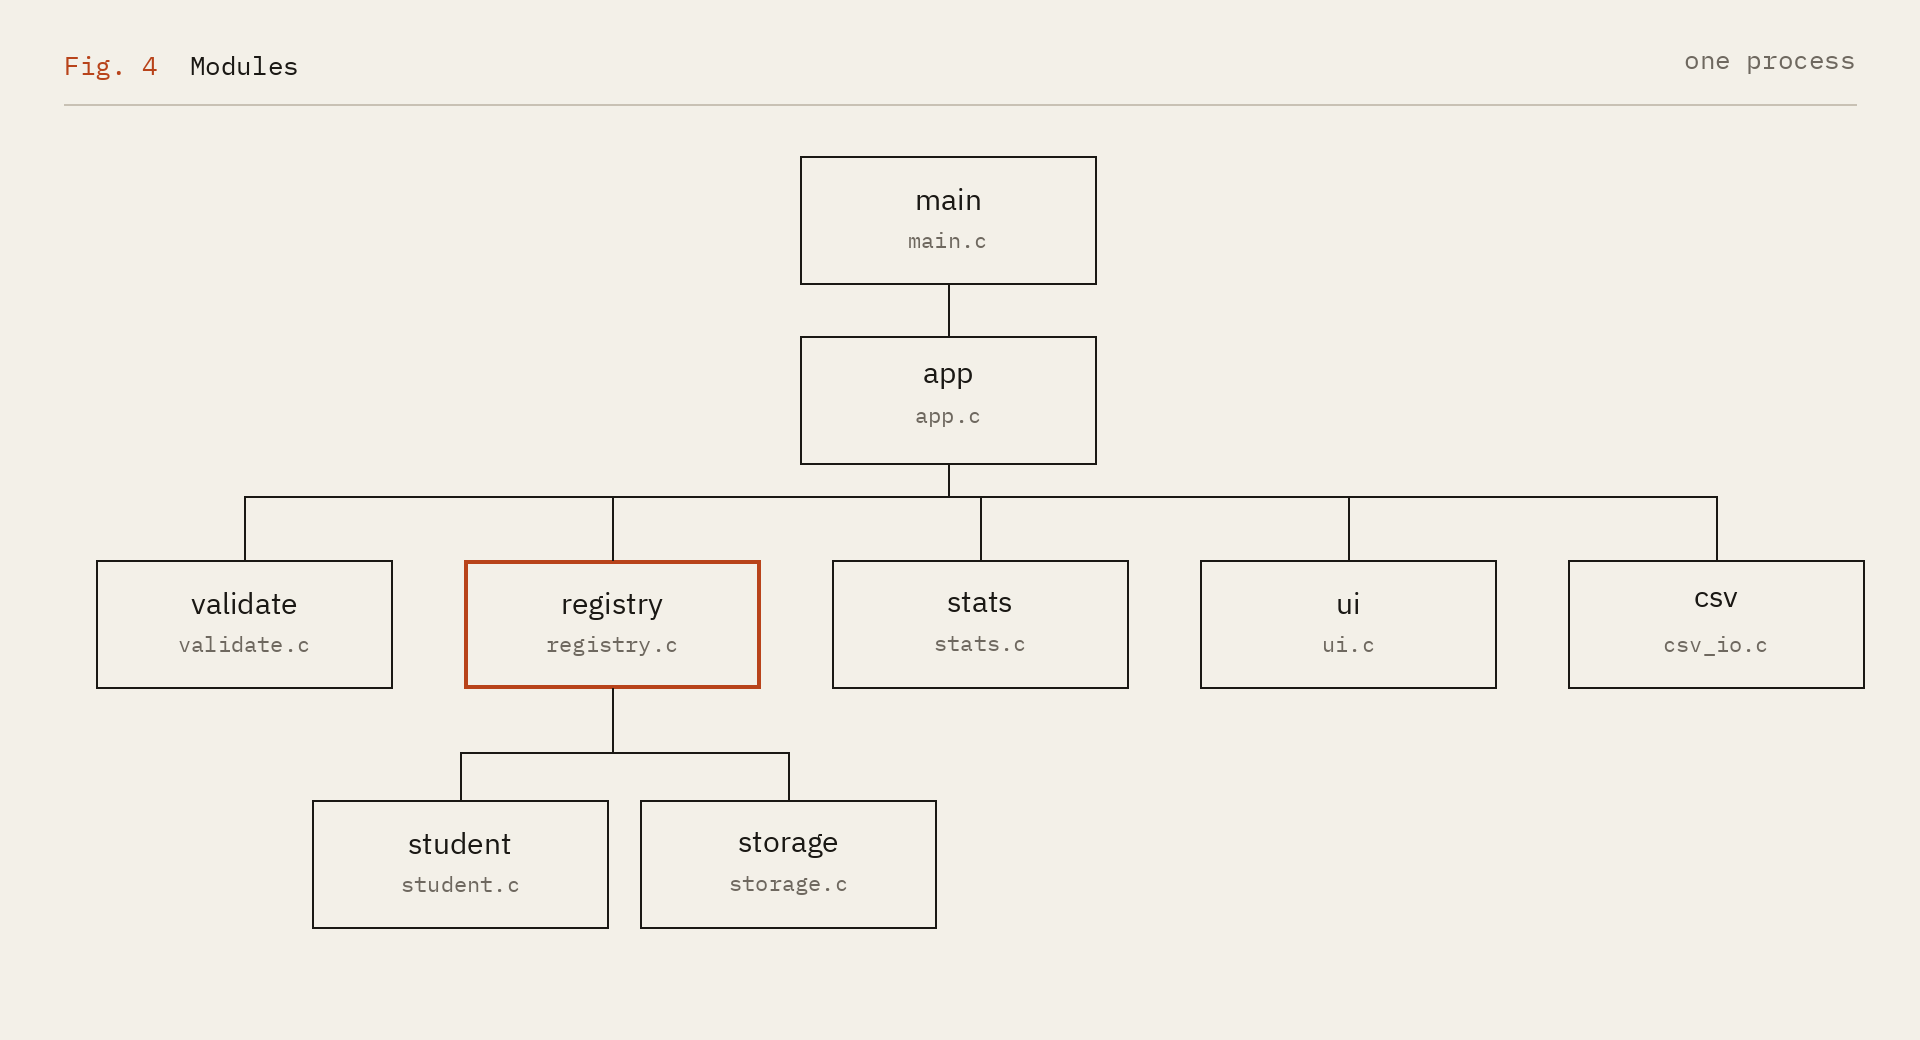 Fig. 4 Modules
one process
main
main.c
app
app.c
validate
validate.c
registry
registry.c
stats
stats.c
ui
ui.c
csv
csv_io.c
student
student.c
storage
storage.c